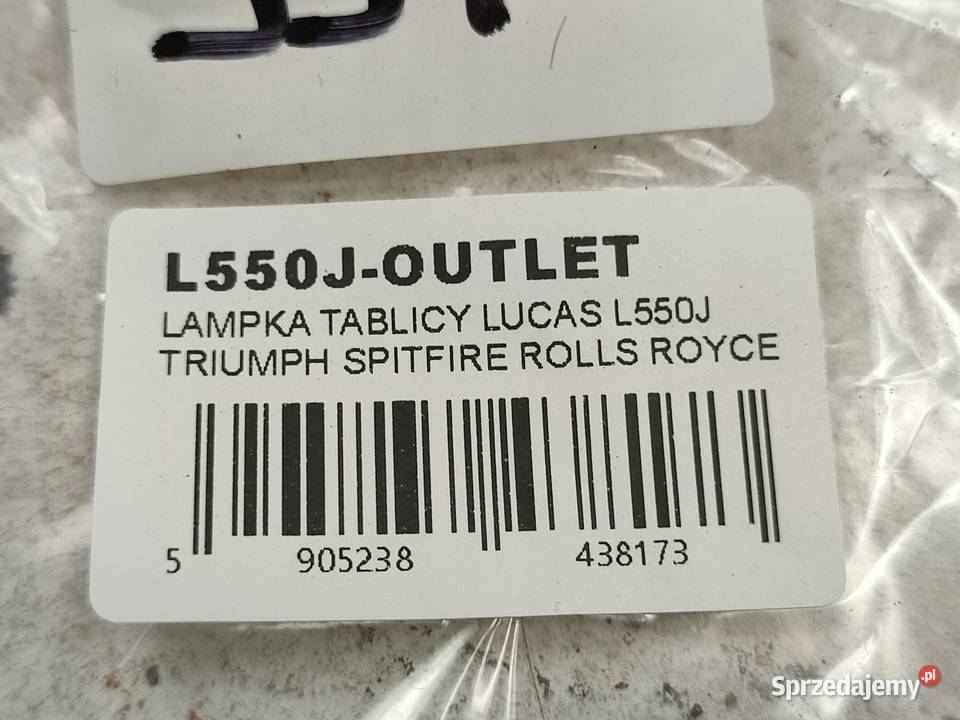 L550J-OUTLET
LAMPKA TABLICY LUCAS L550J
TRIUMPH SPITFIRE ROLLS ROYCE
5 905238 438173
Sprzedajemy.pl